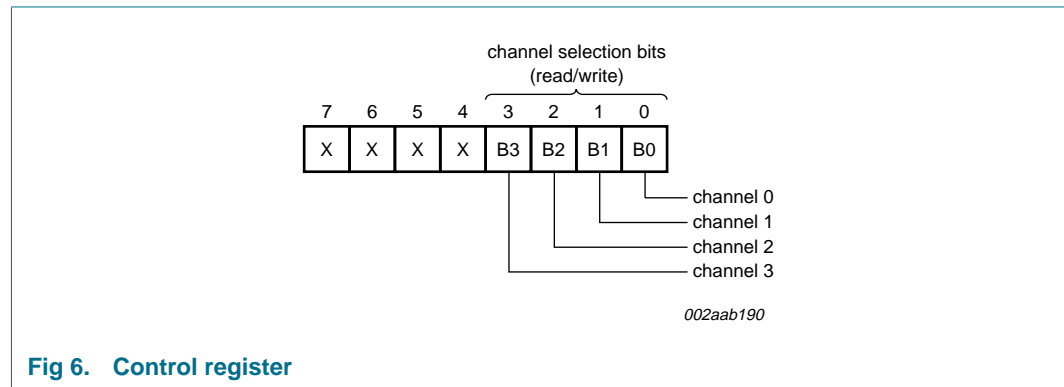 channel selection bits
(read/write)
7 6 5 4 3 2 1 0
X X X X B3 B2 B1 B0
channel 0
channel 1
channel 2
channel 3
002aab190
Fig 6. Control register